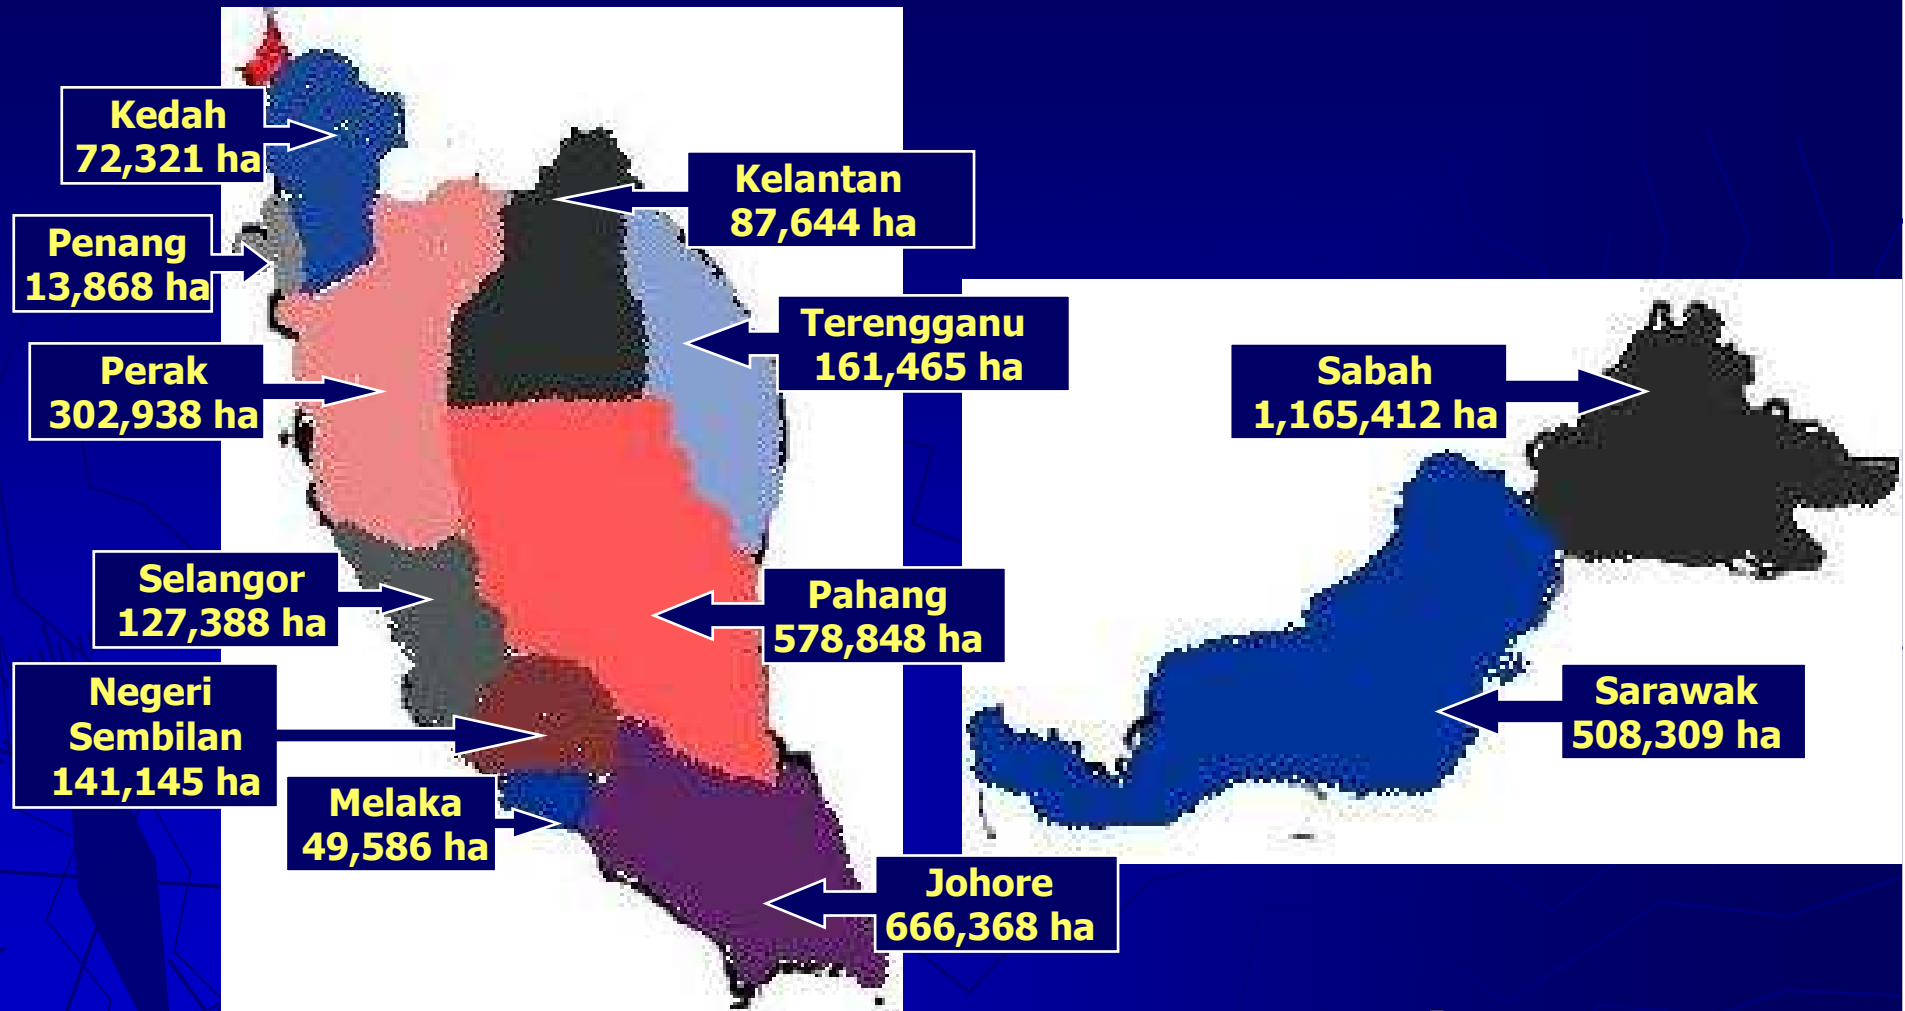 Kedah
72,321 ha
Kelantan
87,644 ha
Penang
13,868 ha
Terengganu
161,465 ha
Perak
302,938 ha
Sabah
1,165,412 ha
Selangor
127,388 ha
Pahang
578,848 ha
Negeri
Sembilan
141,145 ha
Sarawak
508,309 ha
Melaka
49,586 ha
Johore
666,368 ha